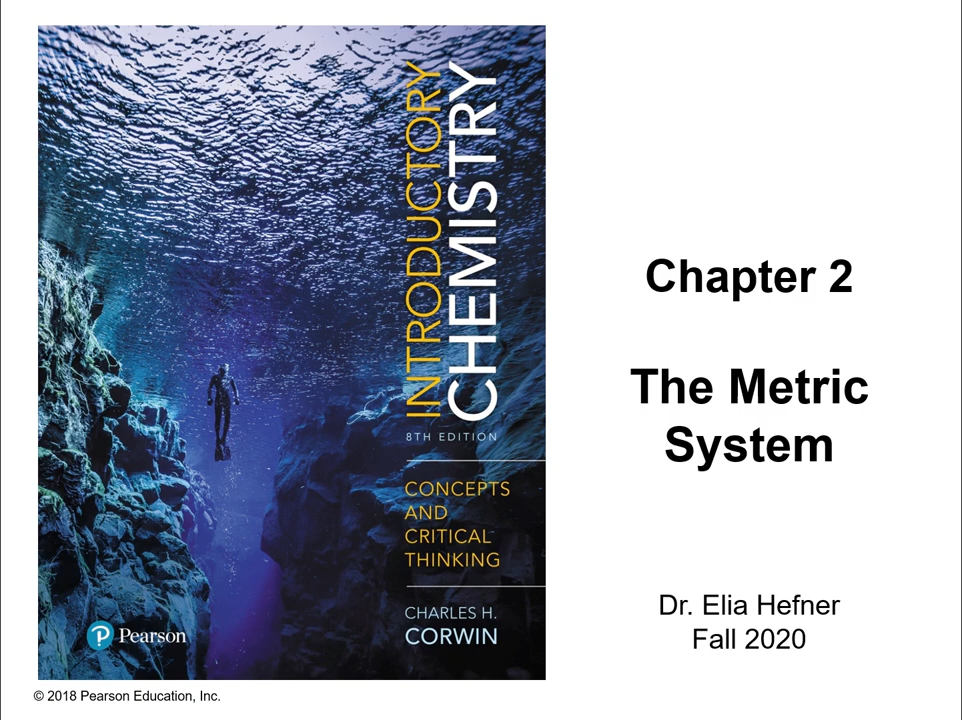 INTRODUCTORY
CHEMISTRY
8TH EDITION
CONCEPTS
AND
CRITICAL
THINKING
CHARLES H.
CORWIN
P Pearson
© 2018 Pearson Education, Inc.
Chapter 2
The Metric
System
Dr. Elia Hefner
Fall 2020